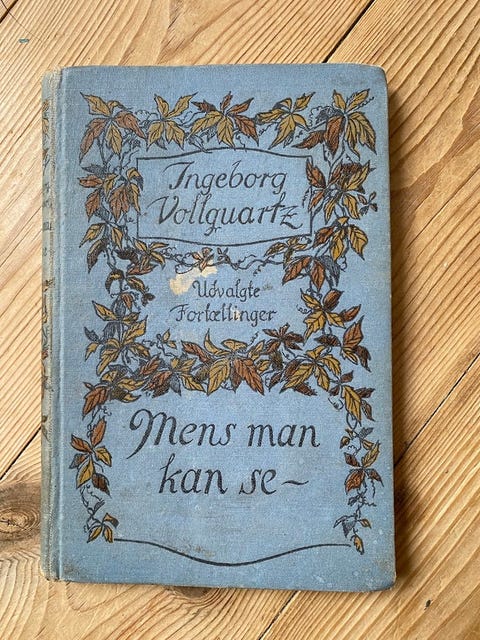 Ingeborg
Vollquartz
Udvalgte
Fortællinger
Mens man
kan se~